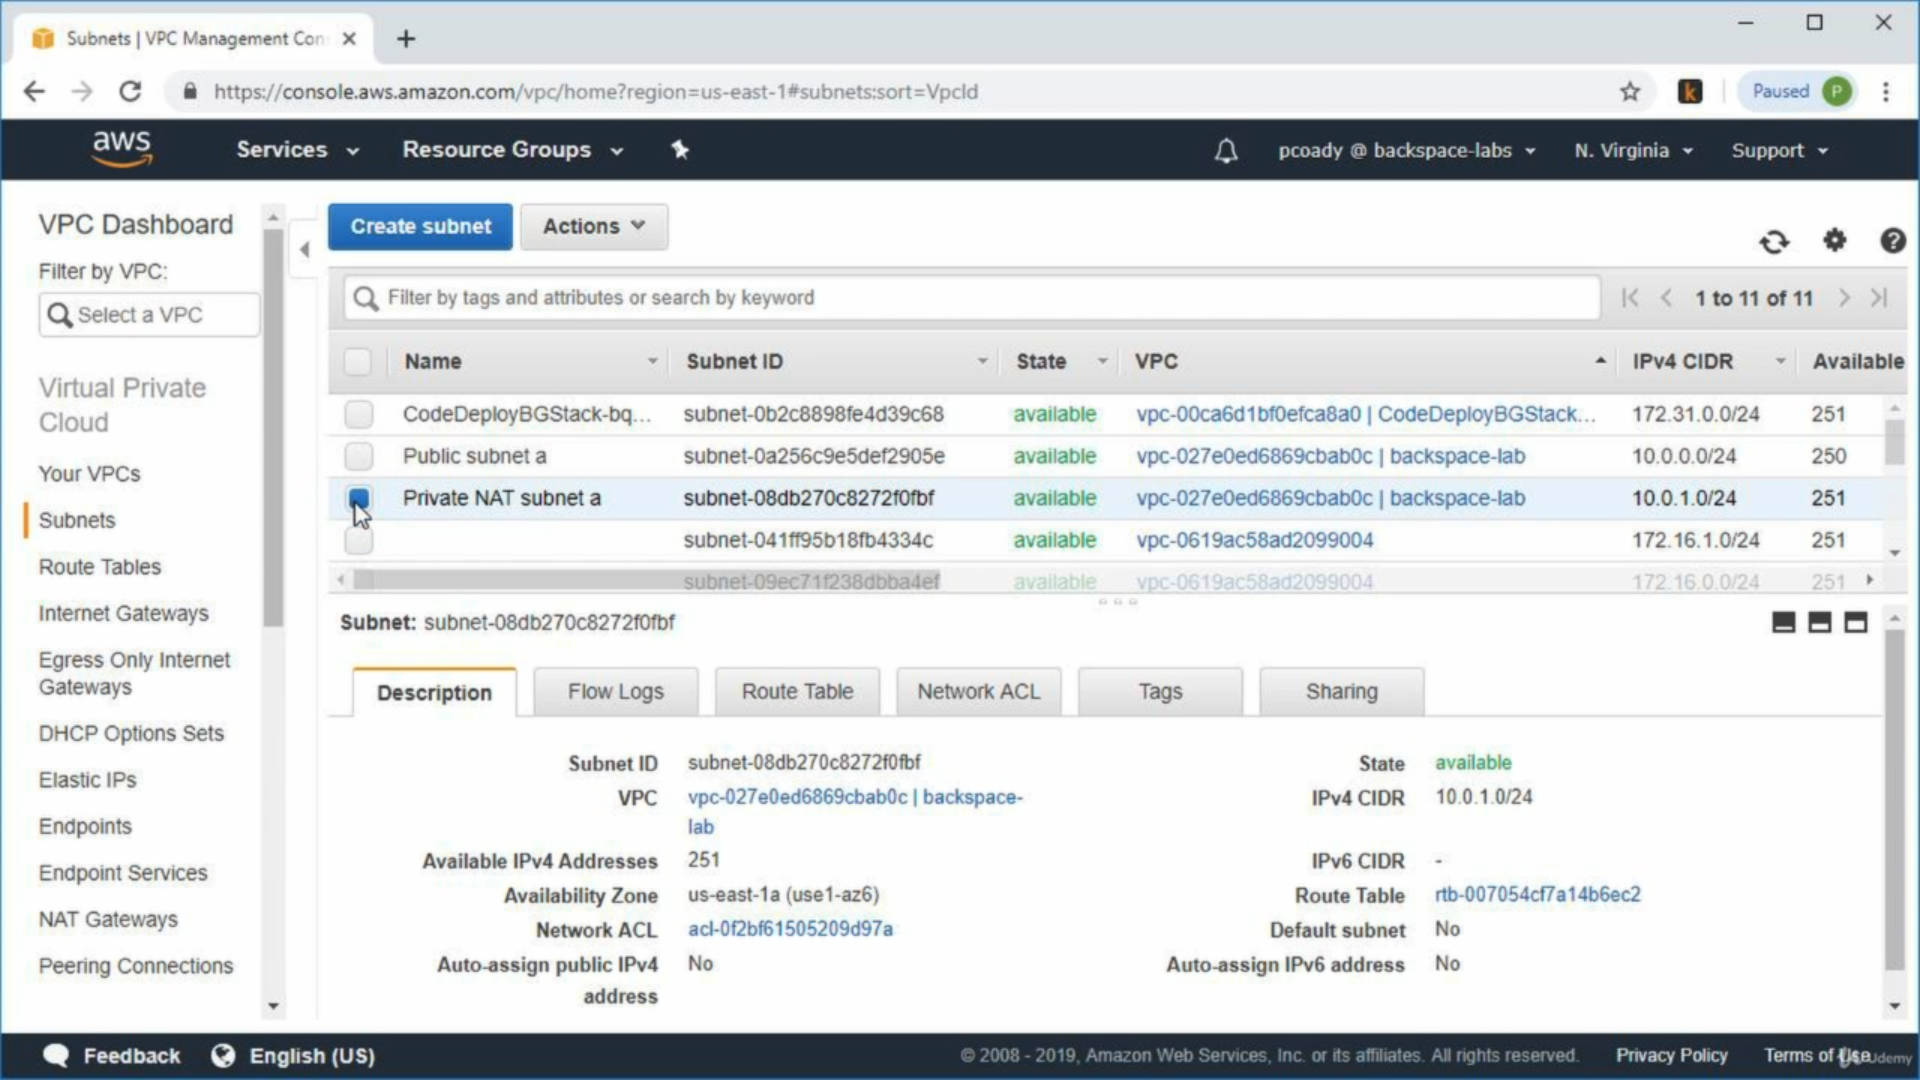 Subnets | VPC Management Con
https://console.aws.amazon.com/vpc/home?region=us-east-1#subnets:sort=VpcId
k
Paused P
aws
Services
Resource Groups
pcoady @ backspace-labs
N. Virginia
Support
VPC Dashboard
Filter by VPC:
Select a VPC
Virtual Private
Cloud
Your VPCs
Subnets
Route Tables
Internet Gateways
Egress Only Internet
Gateways
DHCP Options Sets
Elastic IPs
Endpoints
Endpoint Services
NAT Gateways
Peering Connections
Create subnet
Actions
Filter by tags and attributes or search by keyword
1 to 11 of 11
Name Subnet ID State VPC IPv4 CIDR Available
CodeDeployBGStack-bq... subnet-0b2c8898fe4d39c68 available vpc-00ca6d1bf0efca8a0 | CodeDeployBGStack... 172.31.0.0/24 251
Public subnet a subnet-0a256c9e5def2905e available vpc-027e0ed6869cbab0c | backspace-lab 10.0.0.0/24 250
Private NAT subnet a subnet-08db270c8272f0fbf available vpc-027e0ed6869cbab0c | backspace-lab 10.0.1.0/24 251
subnet-041ff95b18fb4334c available vpc-0619ac58ad2099004 172.16.1.0/24 251
subnet-09ec71f238dbba4ef available vpc-0619ac58ad2099004 172.16.0.0/24 251
Subnet: subnet-08db270c8272f0fbf
Description
Flow Logs
Route Table
Network ACL
Tags
Sharing
Subnet ID subnet-08db270c8272f0fbf
VPC vpc-027e0ed6869cbab0c | backspace-
lab
Available IPv4 Addresses 251
Availability Zone us-east-1a (use1-az6)
Network ACL acl-0f2bf61505209d97a
Auto-assign public IPv4 No
address
State available
IPv4 CIDR 10.0.1.0/24
IPv6 CIDR -
Route Table rtb-007054cf7a14b6ec2
Default subnet No
Auto-assign IPv6 address No
Feedback
English (US)
© 2008 - 2019, Amazon Web Services, Inc. or its affiliates. All rights reserved.
Privacy Policy
Terms of Use
Udemy